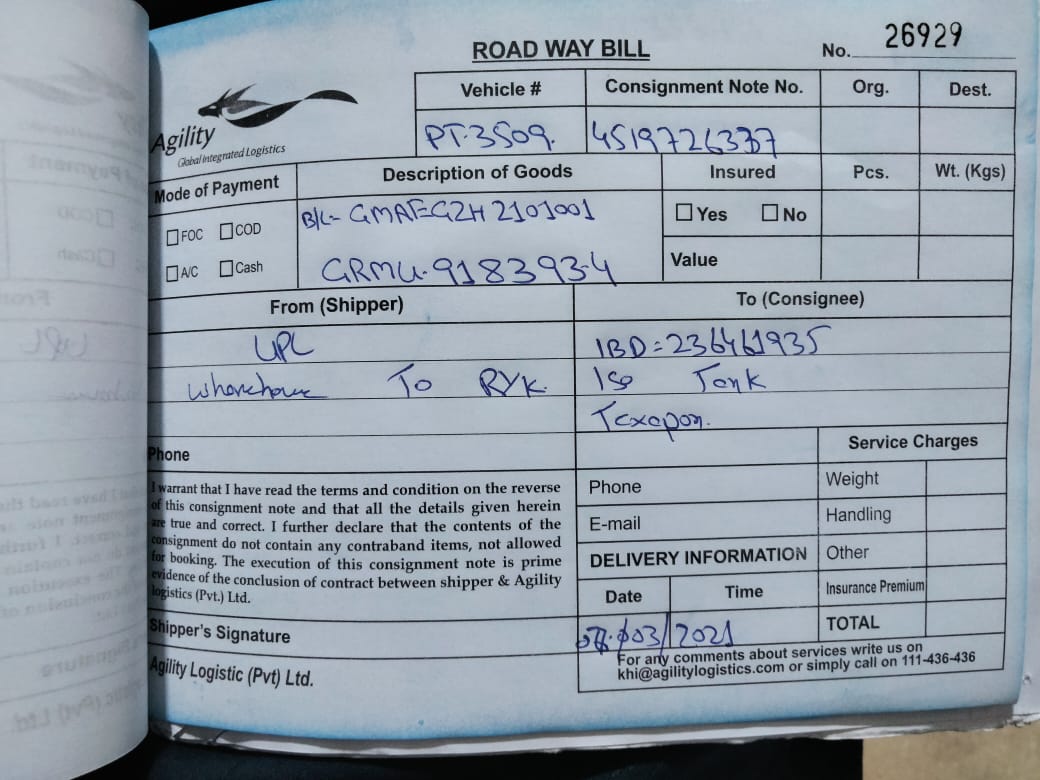 ROAD WAY BILL
No. 26929
Agility
Global Integrated Logistics
Vehicle #
Consignment Note No.
Org.
Dest.
PT-3509.
4519726337
Mode of Payment
Description of Goods
Insured
Pcs.
Wt. (Kgs)
FOC
COD
A/C
Cash
B/L- GMAFGZH2101001
GRMU-918393-4
Yes
No
Value
From (Shipper)
To (Consignee)
UPL
To RYK.
IBD = 236461935
ISO Tank
Texapon.
Phone
Service Charges
I warrant that I have read the terms and condition on the reverse
of this consignment note and that all the details given herein
are true and correct. I further declare that the contents of the
consignment do not contain any contraband items, not allowed
for booking. The execution of this consignment note is prime
evidence of the conclusion of contract between shipper & Agility
logistics (Pvt.) Ltd.
Phone
Weight
E-mail
Handling
DELIVERY INFORMATION
Other
Date
Time
Insurance Premium
/03/2021
TOTAL
Shipper's Signature
Agility Logistic (Pvt) Ltd.
For any comments about services write us on
khi@agilitylogistics.com or simply call on 111-436-436